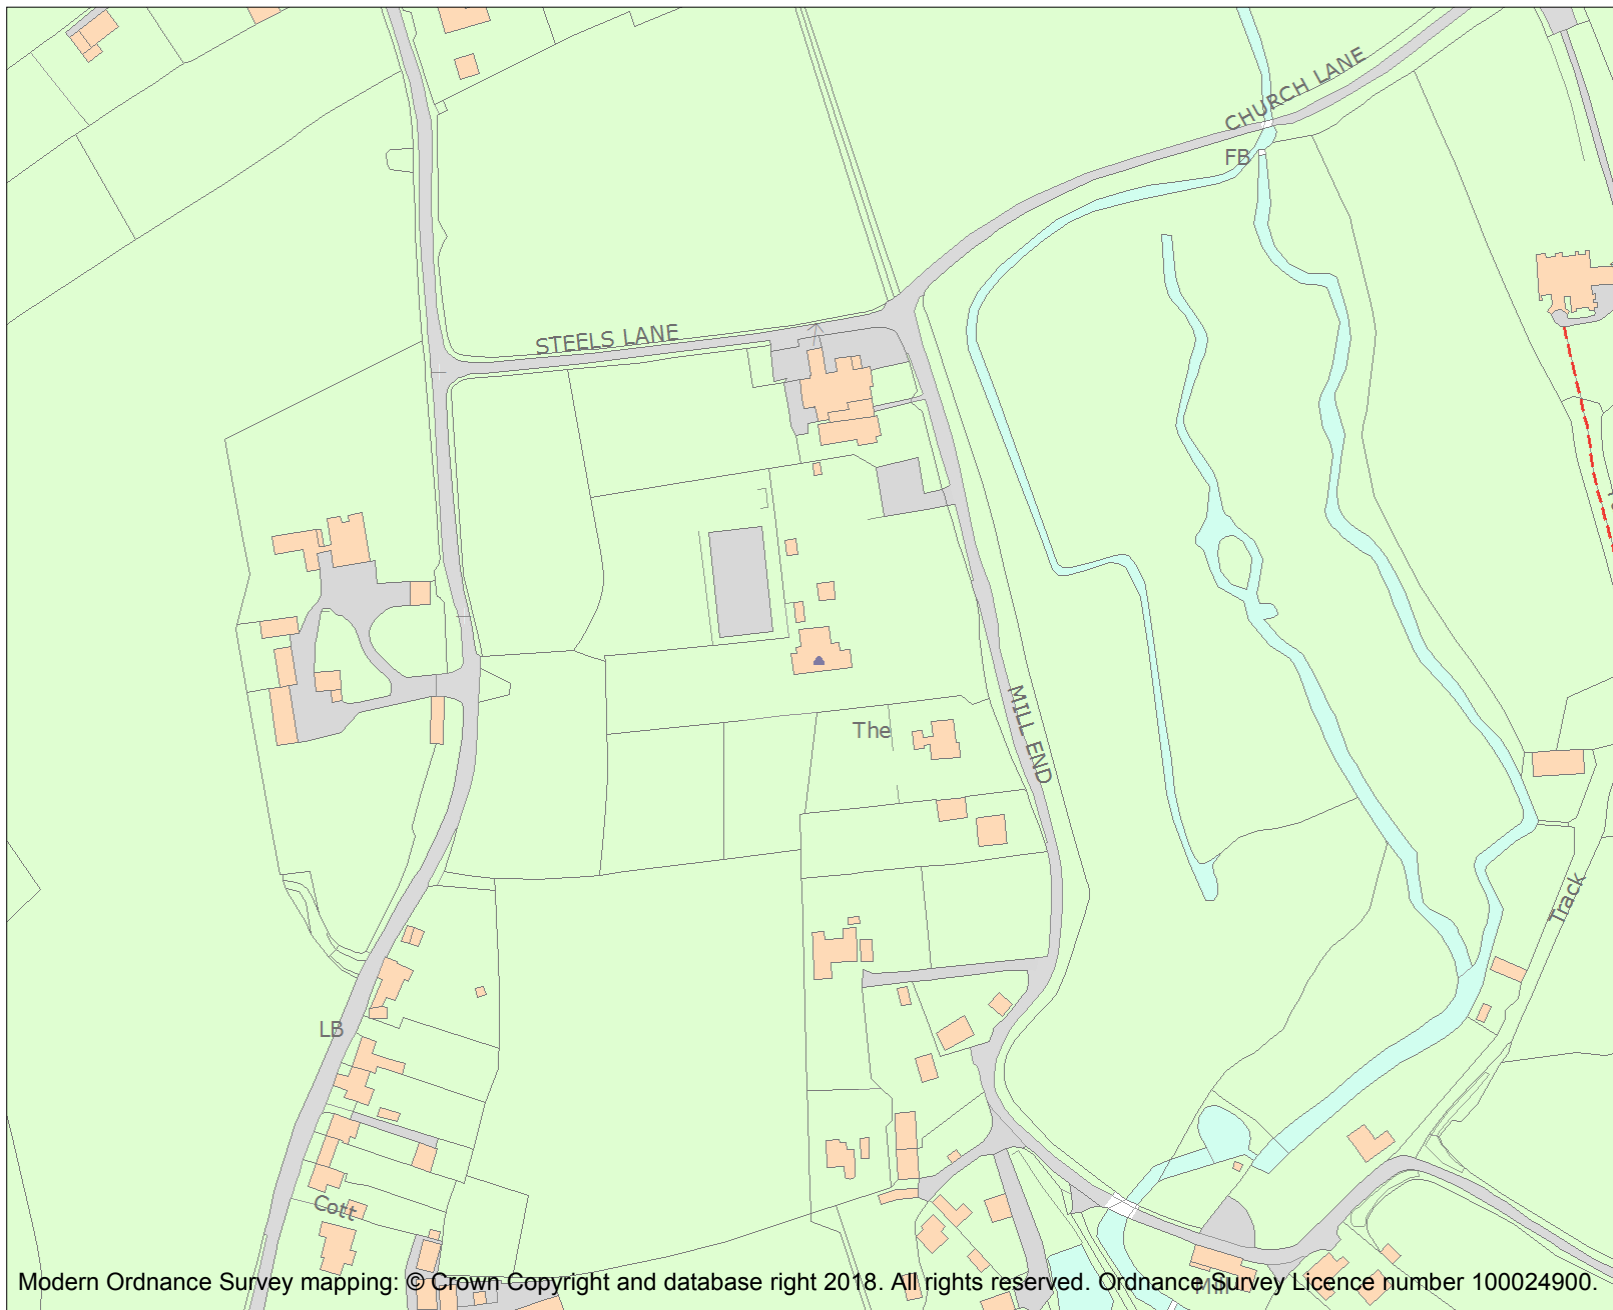 CHURCH LANE
FB
STEELS LANE
MILL END
The
Track
LB
Cott
Mill
Modern Ordnance Survey mapping: © Crown Copyright and database right 2018. All rights reserved. Ordnance Survey Licence number 100024900.